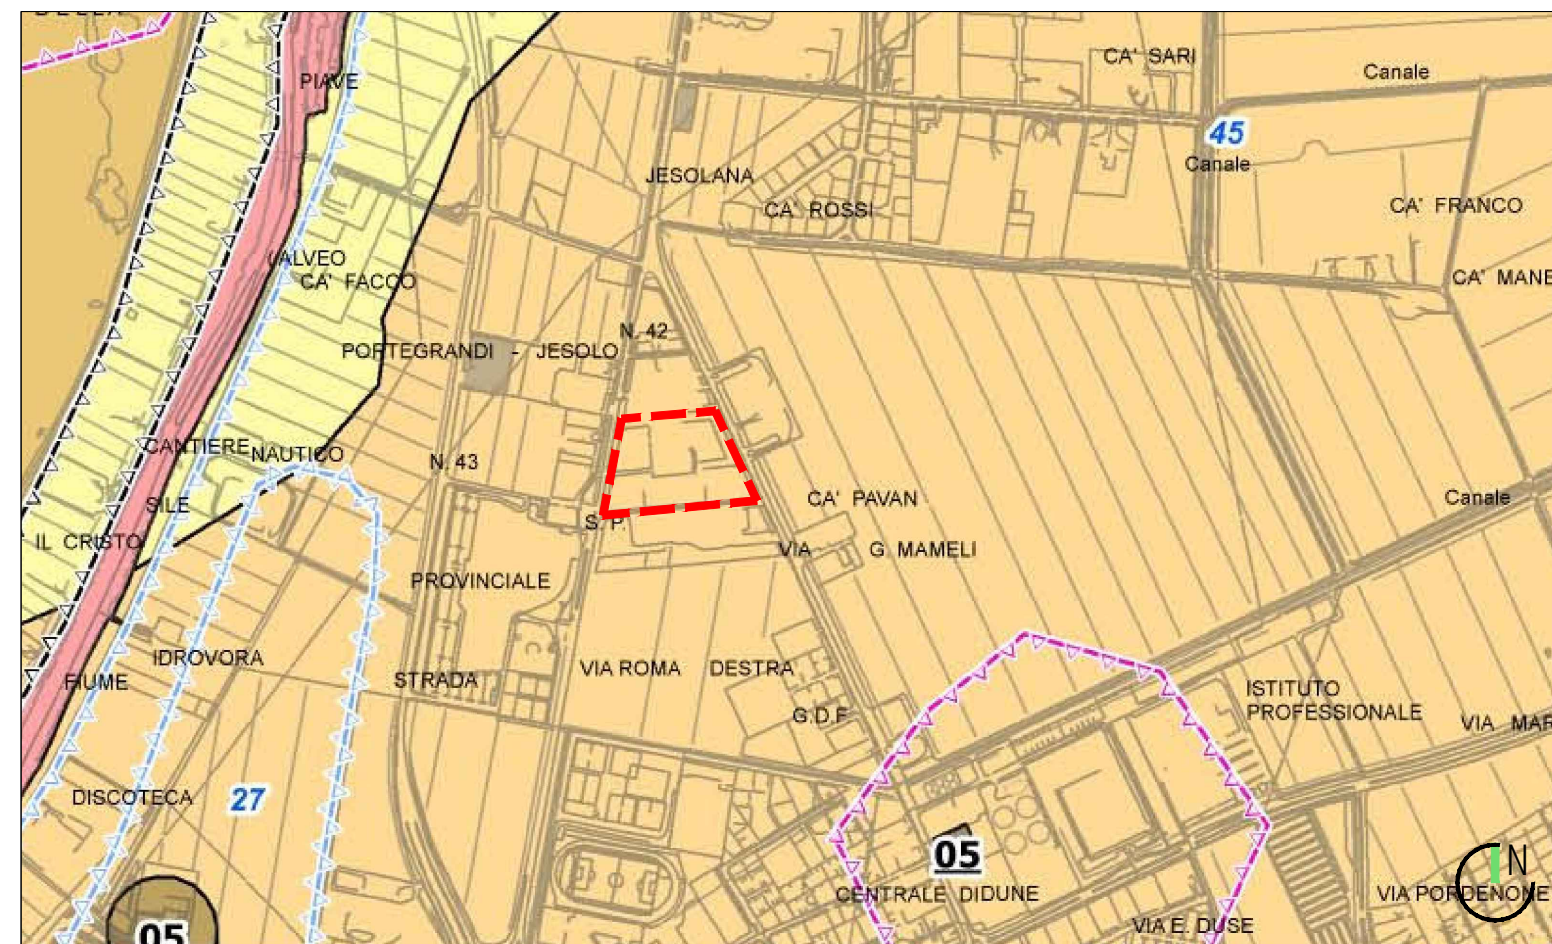 DELLA
PIAVE
CA' SARI
Canale
45
Canale
JESOLANA
CA' ROSSI
CA' FRANCO
ALVEO
CA' FACCO
CA' MANE
N. 42
PORTEGRANDI - JESOLO
CANTIERE NAUTICO
N. 43
SILE
CA' PAVAN
Canale
S. P.
IL CRISTO
VIA G. MAMELI
PROVINCIALE
IDROVORA
FIUME
STRADA
VIA ROMA DESTRA
ISTITUTO
PROFESSIONALE
G.D.F.
VIA MAR
DISCOTECA
27
05
CENTRALE DIDUNE
VIA PORDENONE
VIA E. DUSE
05
N